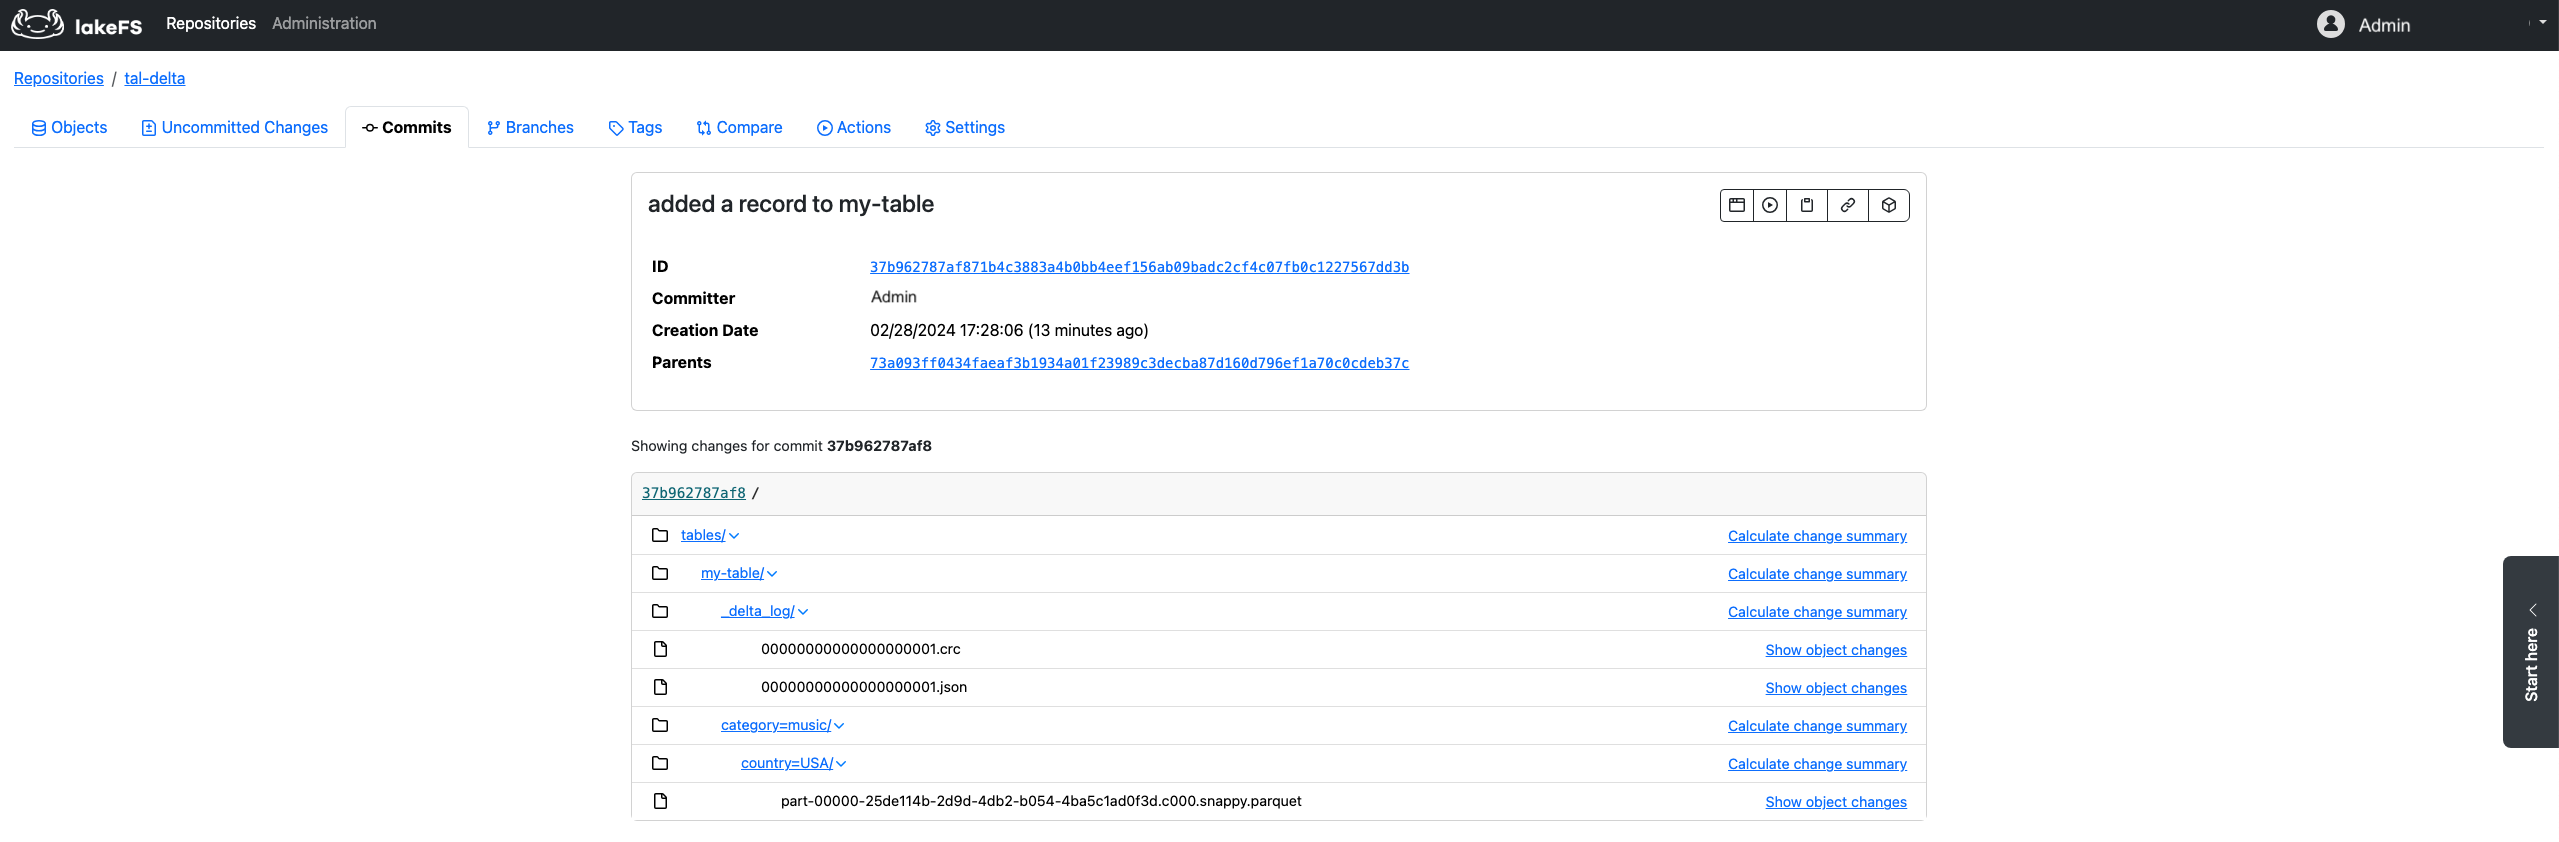 lakeFS Repositories Administration Admin
Repositories / tal-delta
Objects Uncommitted Changes Commits Branches Tags Compare Actions Settings
added a record to my-table
ID 37b962787af871b4c3883a4b0bb4eef156ab09badc2cf4c07fb0c1227567dd3b
Committer Admin
Creation Date 02/28/2024 17:28:06 (13 minutes ago)
Parents 73a093ff0434faeaf3b1934a01f23989c3decba87d160d796ef1a70c0cdeb37c
Showing changes for commit 37b962787af8
37b962787af8 /
tables/ Calculate change summary
my-table/ Calculate change summary
_delta_log/ Calculate change summary
00000000000000000001.crc Show object changes
00000000000000000001.json Show object changes
category=music/ Calculate change summary
country=USA/ Calculate change summary
part-00000-25de114b-2d9d-4db2-b054-4ba5c1ad0f3d.c000.snappy.parquet Show object changes
Start here